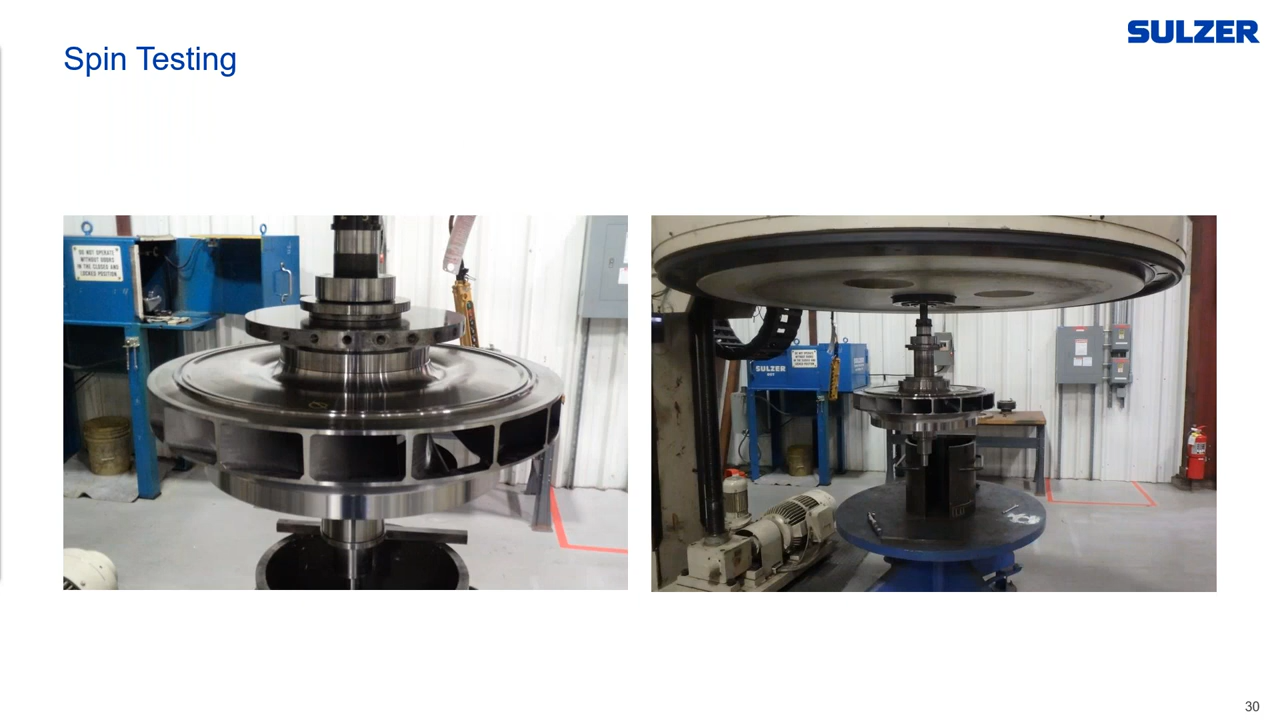 SULZER
Spin Testing
DO NOT OPERATE
WITHOUT DOORS
IN THE CLOSED AND
LOCKED POSITION
SULZER
30